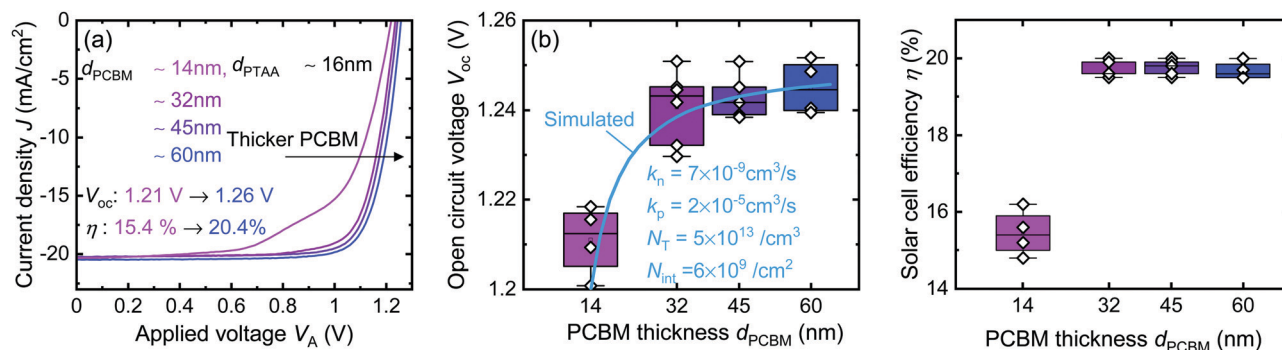 (a)
d_PCBM ~ 14nm, d_PTAA ~ 16nm
~ 32nm
~ 45nm
~ 60nm
Thicker PCBM
V_oc: 1.21 V → 1.26 V
η : 15.4 % → 20.4%
Current density J (mA/cm²)
0
-5
-10
-15
-20
0 0.2 0.4 0.6 0.8 1.0 1.2
Applied voltage V_A (V)
(b)
Open circuit voltage V_oc (V)
1.26
1.24
1.22
1.2
Simulated
k_n = 7×10⁻⁹cm³/s
k_p = 2×10⁻⁵cm³/s
N_T = 5×10¹³ /cm³
N_int =6×10⁹ /cm²
14 32 45 60
PCBM thickness d_PCBM (nm)
Solar cell efficiency η (%)
20
18
16
14
14 32 45 60
PCBM thickness d_PCBM (nm)